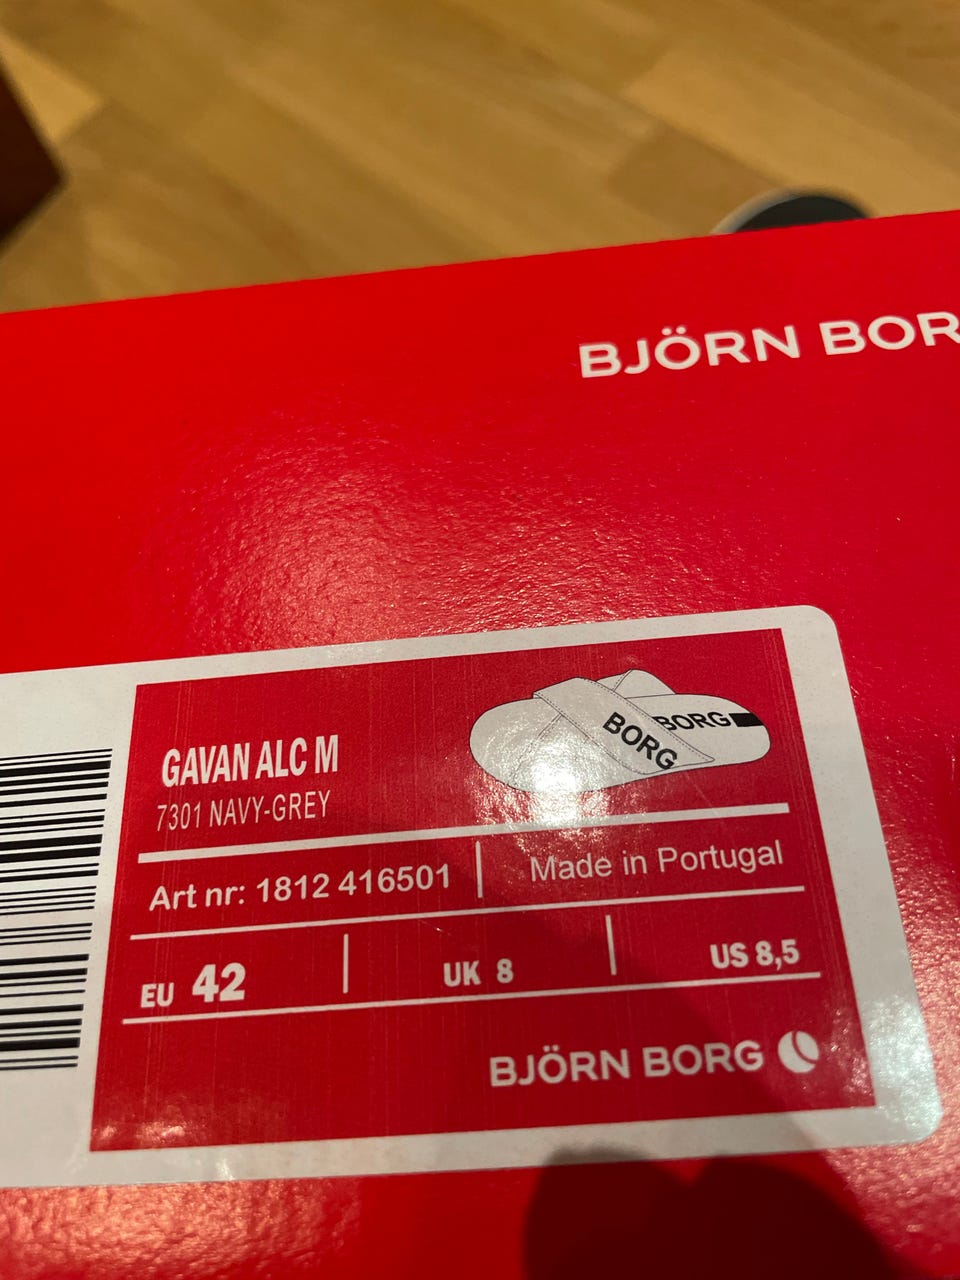 BJÖRN BOR
GAVAN ALC M
7301 NAVY-GREY
BORG
BORG
Art nr: 1812 416501
Made in Portugal
EU 42
UK 8
US 8,5
BJÖRN BORG